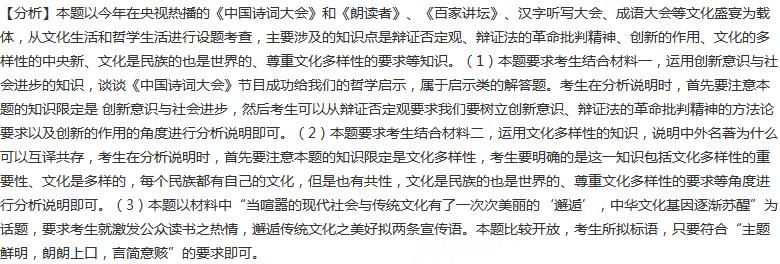 【分析】本题以今年在央视热播的《中国诗词大会》和《朗读者》、《百家讲坛》、汉字听写大会、成语大会等文化盛宴为载
体，从文化生活和哲学生活进行设题考查，主要涉及的知识点是辩证否定观、辩证法的革命批判精神、创新的作用、文化的多
样性的中央新、文化是民族的也是世界的、尊重文化多样性的要求等知识。（1）本题要求考生结合材料一，运用创新意识与社
会进步的知识，谈谈《中国诗词大会》节目成功给我们的哲学启示，属于启示类的解答题。考生在分析说明时，首先要注意本
题的知识限定是 创新意识与社会进步，然后考生可以从辩证否定观要求我们要树立创新意识、辩证法的革命批判精神的方法论
要求以及创新的作用的角度进行分析说明即可。（2）本题要求考生结合材料二，运用文化多样性的知识，说明中外名著为什么
可以互译共存，考生在分析说明时，首先要注意本题的知识限定是文化多样性，考生要明确的是这一知识包括文化多样性的重
要性、文化是多样的，每个民族都有自己的文化，但是也有共性，文化是民族的也是世界的、尊重文化多样性的要求等角度进
行分析说明即可。（3）本题以材料中“当喧嚣的现代社会与传统文化有了一次次美丽的‘邂逅’，中华文化基因逐渐苏醒”为
话题，要求考生就激发公众读书之热情，邂逅传统文化之美好拟两条宣传语。本题比较开放，考生所拟标语，只要符合“主题
鲜明，朗朗上口，言简意赅”的要求即可。